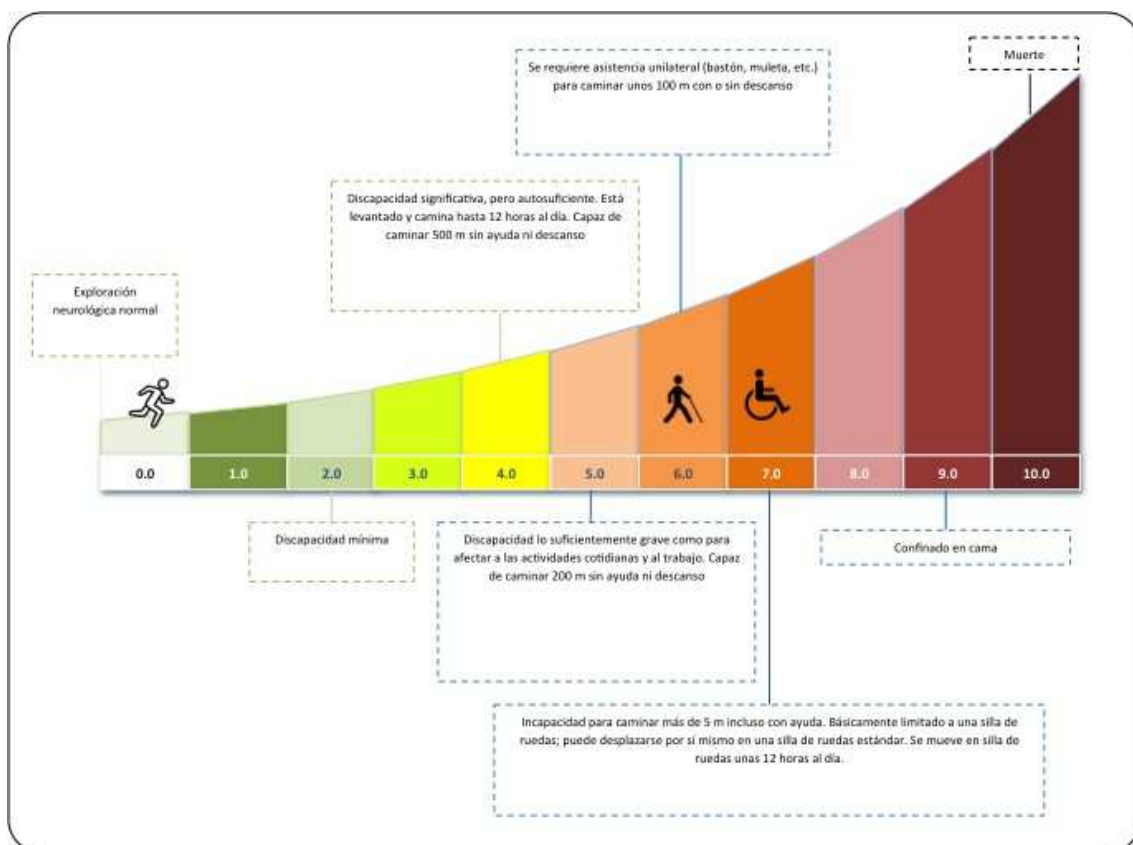 Muerte
Se requiere asistencia unilateral (bastón, muleta, etc.)
para caminar unos 100 m con o sin descanso
Discapacidad significativa, pero autosuficiente. Está
levantado y camina hasta 12 horas al día. Capaz de
caminar 500 m sin ayuda ni descanso
Exploración
neurológica normal
0.0 1.0 2.0 3.0 4.0 5.0 6.0 7.0 8.0 9.0 10.0
Discapacidad mínima
Discapacidad lo suficientemente grave como para
afectar a las actividades cotidianas y al trabajo. Capaz
de caminar 200 m sin ayuda ni descanso
Confinado en cama
Incapacidad para caminar más de 5 m incluso con ayuda. Básicamente limitado a una silla de
ruedas; puede desplazarse por sí mismo en una silla de ruedas estándar. Se mueve en silla de
ruedas unas 12 horas al día.